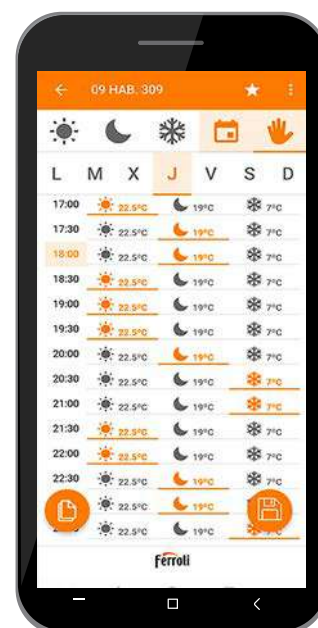 09 HAB. 309
L M X J V S D
17:00 22.5ºC 19ºC 7ºC
17:30 22.5ºC 19ºC 7ºC
18:00 22.5ºC 19ºC 7ºC
18:30 22.5ºC 19ºC 7ºC
19:00 22.5ºC 19ºC 7ºC
19:30 22.5ºC 19ºC 7ºC
20:00 22.5ºC 19ºC 7ºC
20:30 22.5ºC 19ºC 7ºC
21:00 22.5ºC 19ºC 7ºC
21:30 22.5ºC 19ºC 7ºC
22:00 22.5ºC 19ºC 7ºC
22:30 22.5ºC 19ºC 7ºC
22.5ºC 19ºC
22.5ºC 19ºC
Ferroli